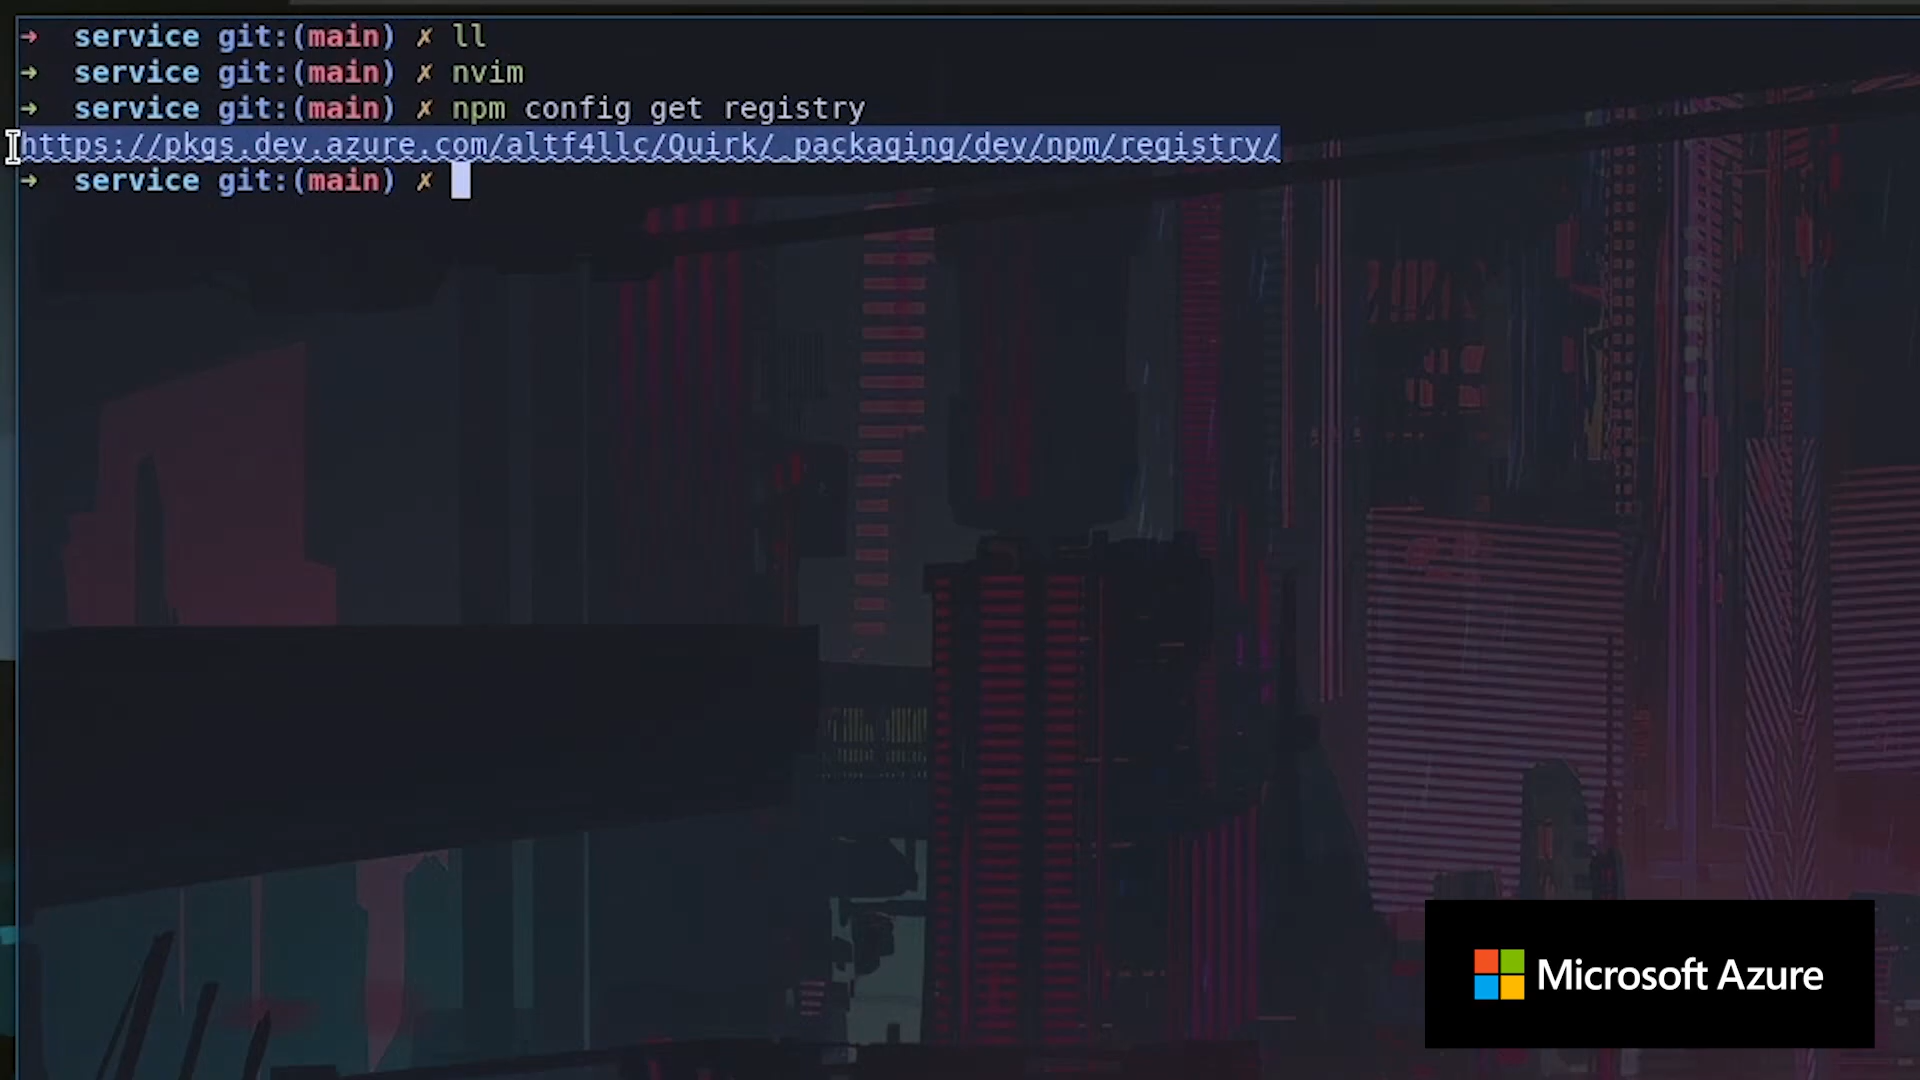 → service git:(main) ✗ ll
→ service git:(main) ✗ nvim
→ service git:(main) ✗ npm config get registry
https://pkgs.dev.azure.com/altf4llc/Quirk/_packaging/dev/npm/registry/
→ service git:(main) ✗
Microsoft Azure